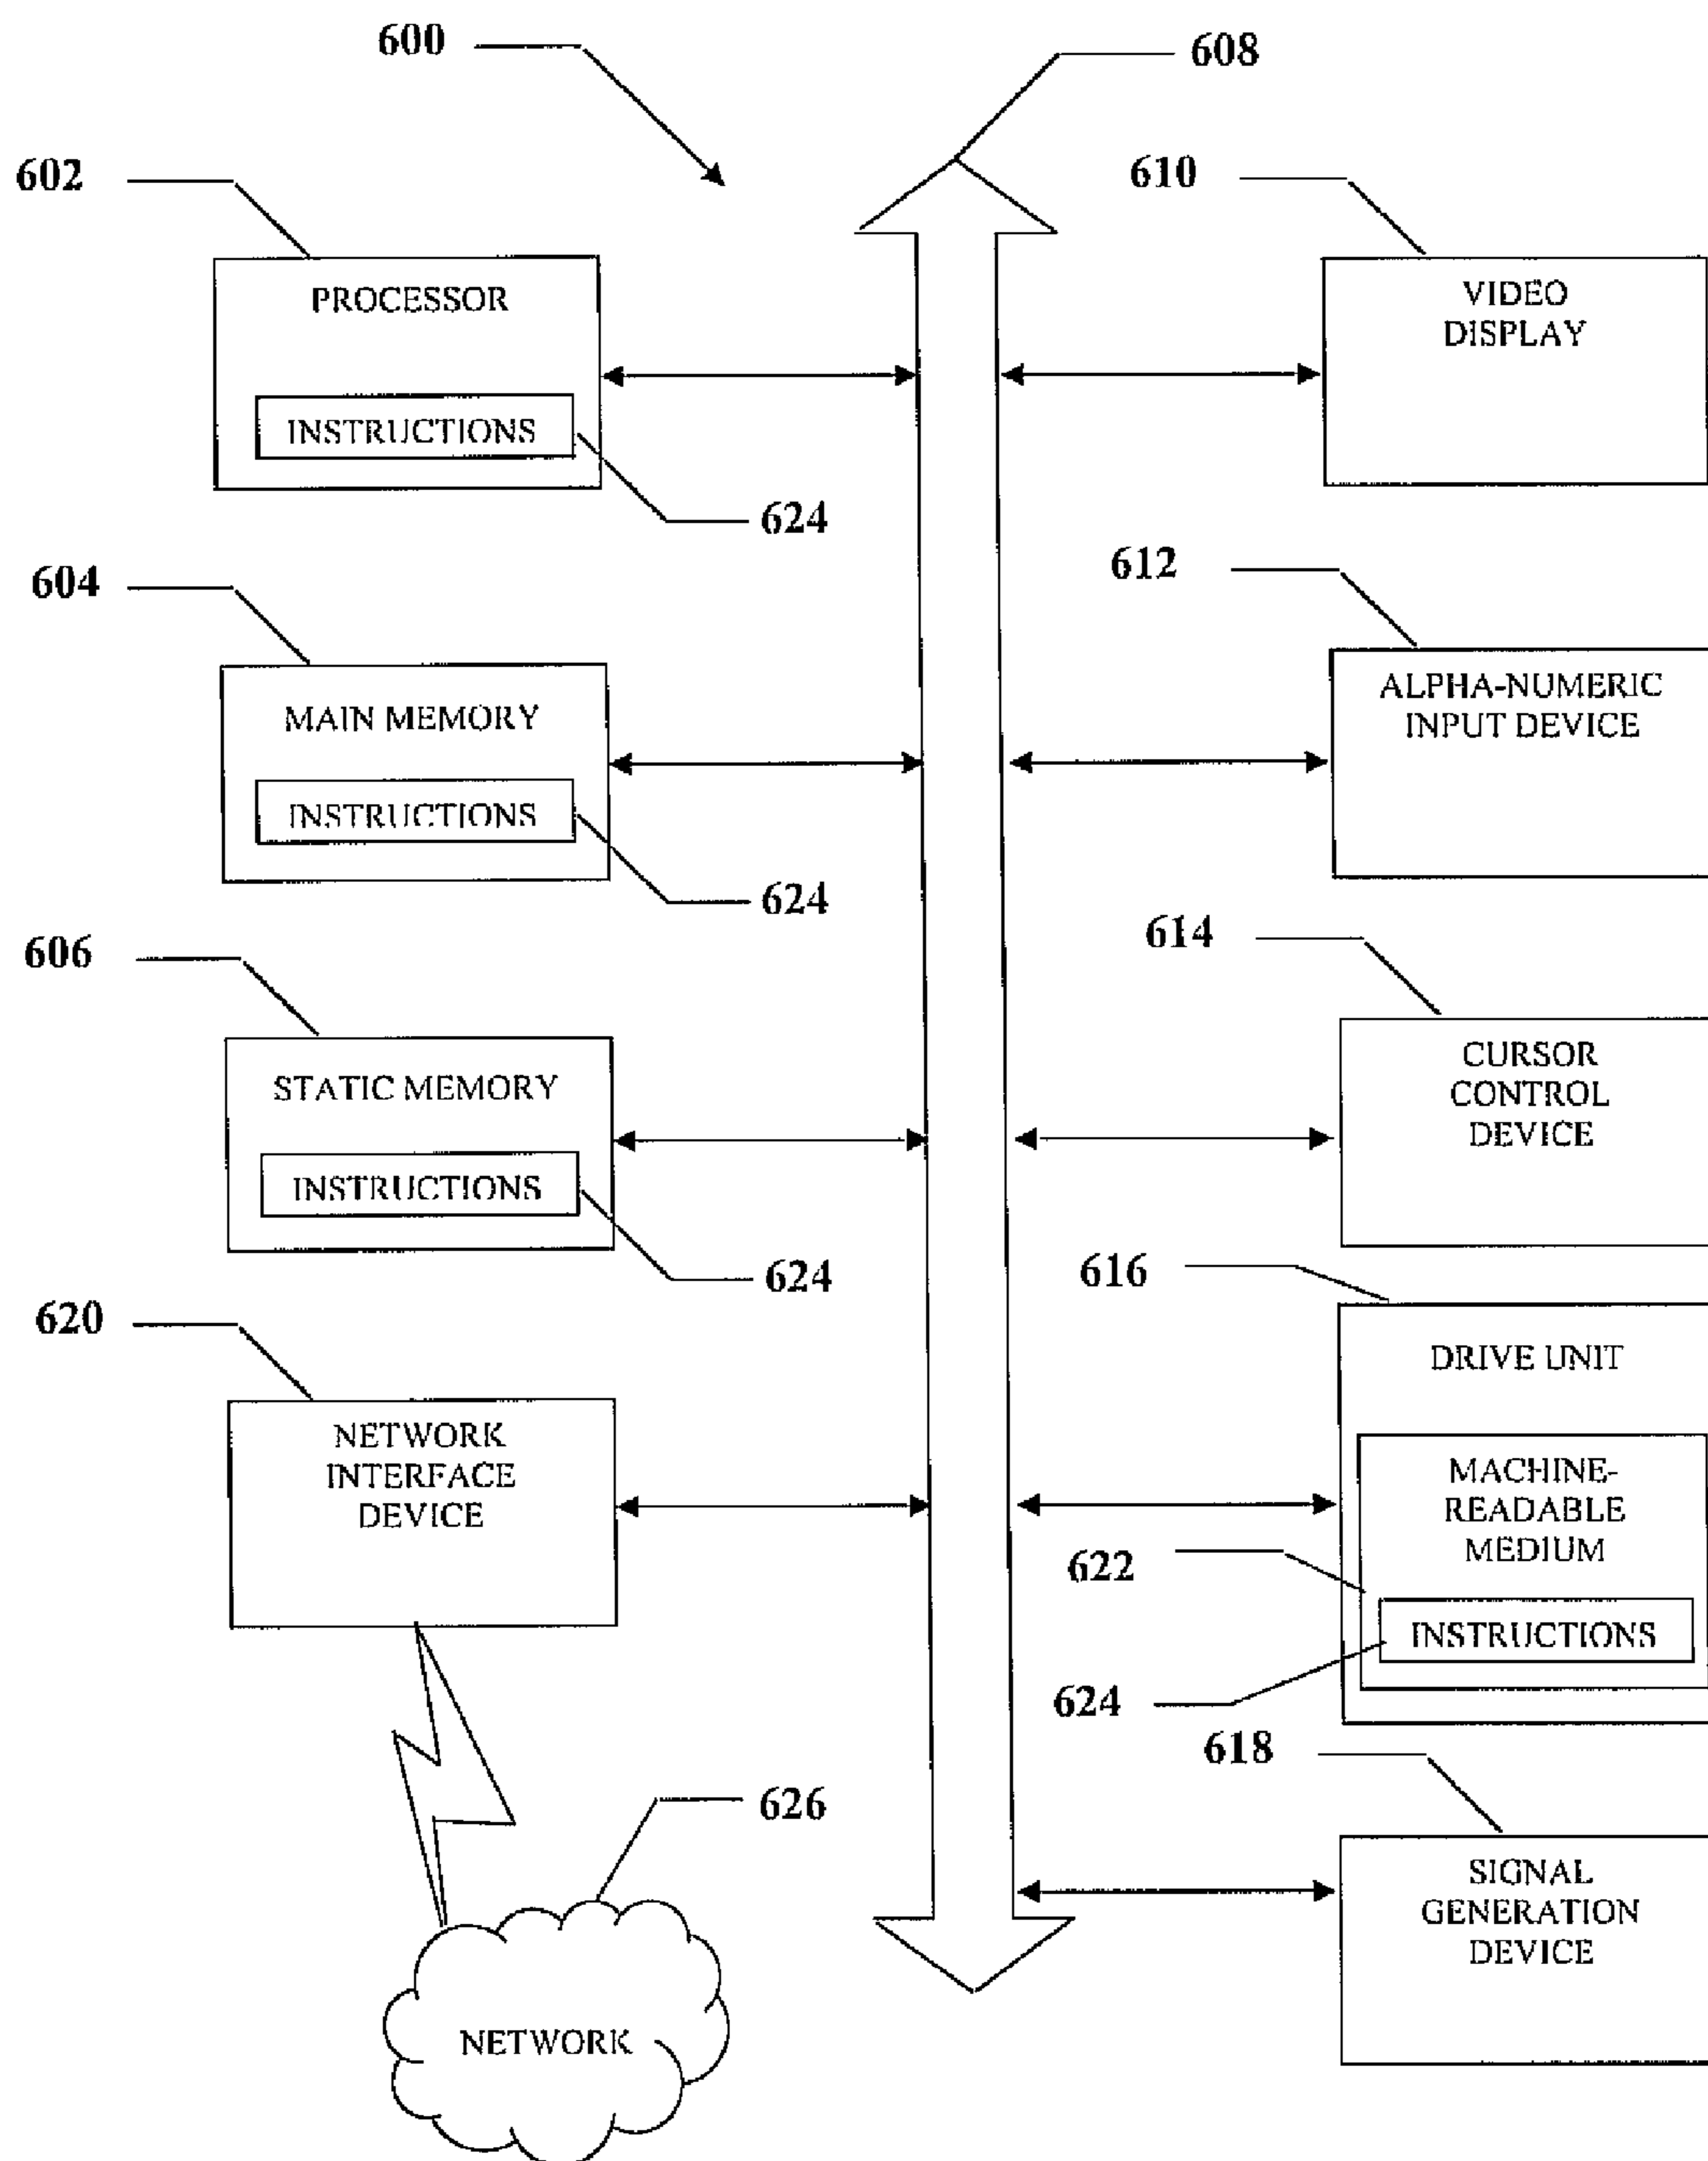 600
608
602
610
PROCESSOR
INSTRUCTIONS
624
VIDEO
DISPLAY
604
612
MAIN MEMORY
INSTRUCTIONS
624
ALPHA-NUMERIC
INPUT DEVICE
606
614
STATIC MEMORY
INSTRUCTIONS
624
CURSOR
CONTROL
DEVICE
620
616
NETWORK
INTERFACE
DEVICE
DRIVE UNIT
MACHINE-
READABLE
MEDIUM
622
INSTRUCTIONS
624
618
626
SIGNAL
GENERATION
DEVICE
NETWORK